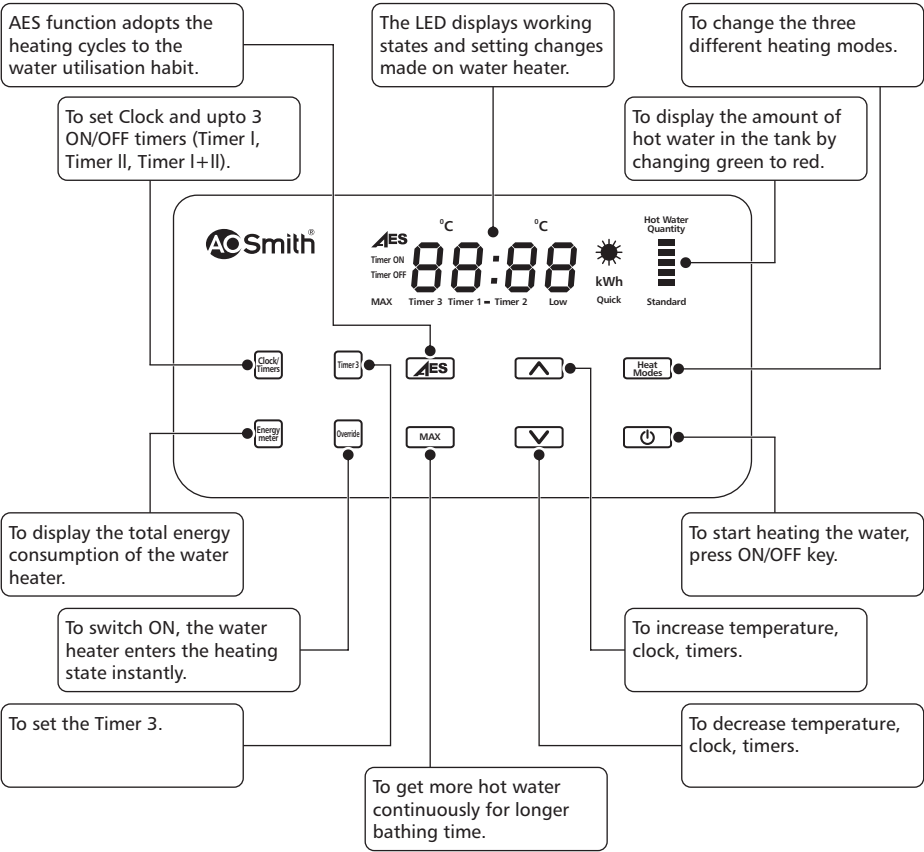 AES function adopts the
heating cycles to the
water utilisation habit.
The LED displays working
states and setting changes
made on water heater.
To change the three
different heating modes.
To set Clock and upto 3
ON/OFF timers (Timer l,
Timer ll, Timer l+ll).
To display the amount of
hot water in the tank by
changing green to red.
AO Smith®
AES
Timer ON
Timer OFF
MAX
⁰C
⁰C
88:88
Timer 3 Timer 1 - Timer 2 Low
kWh
Quick
Hot Water
Quantity
Standard
Clock/
Timers
Timer3
AES
Heat
Modes
Energy
meter
Override
MAX
To display the total energy
consumption of the water
heater.
To start heating the water,
press ON/OFF key.
To switch ON, the water
heater enters the heating
state instantly.
To increase temperature,
clock, timers.
To set the Timer 3.
To decrease temperature,
clock, timers.
To get more hot water
continuously for longer
bathing time.